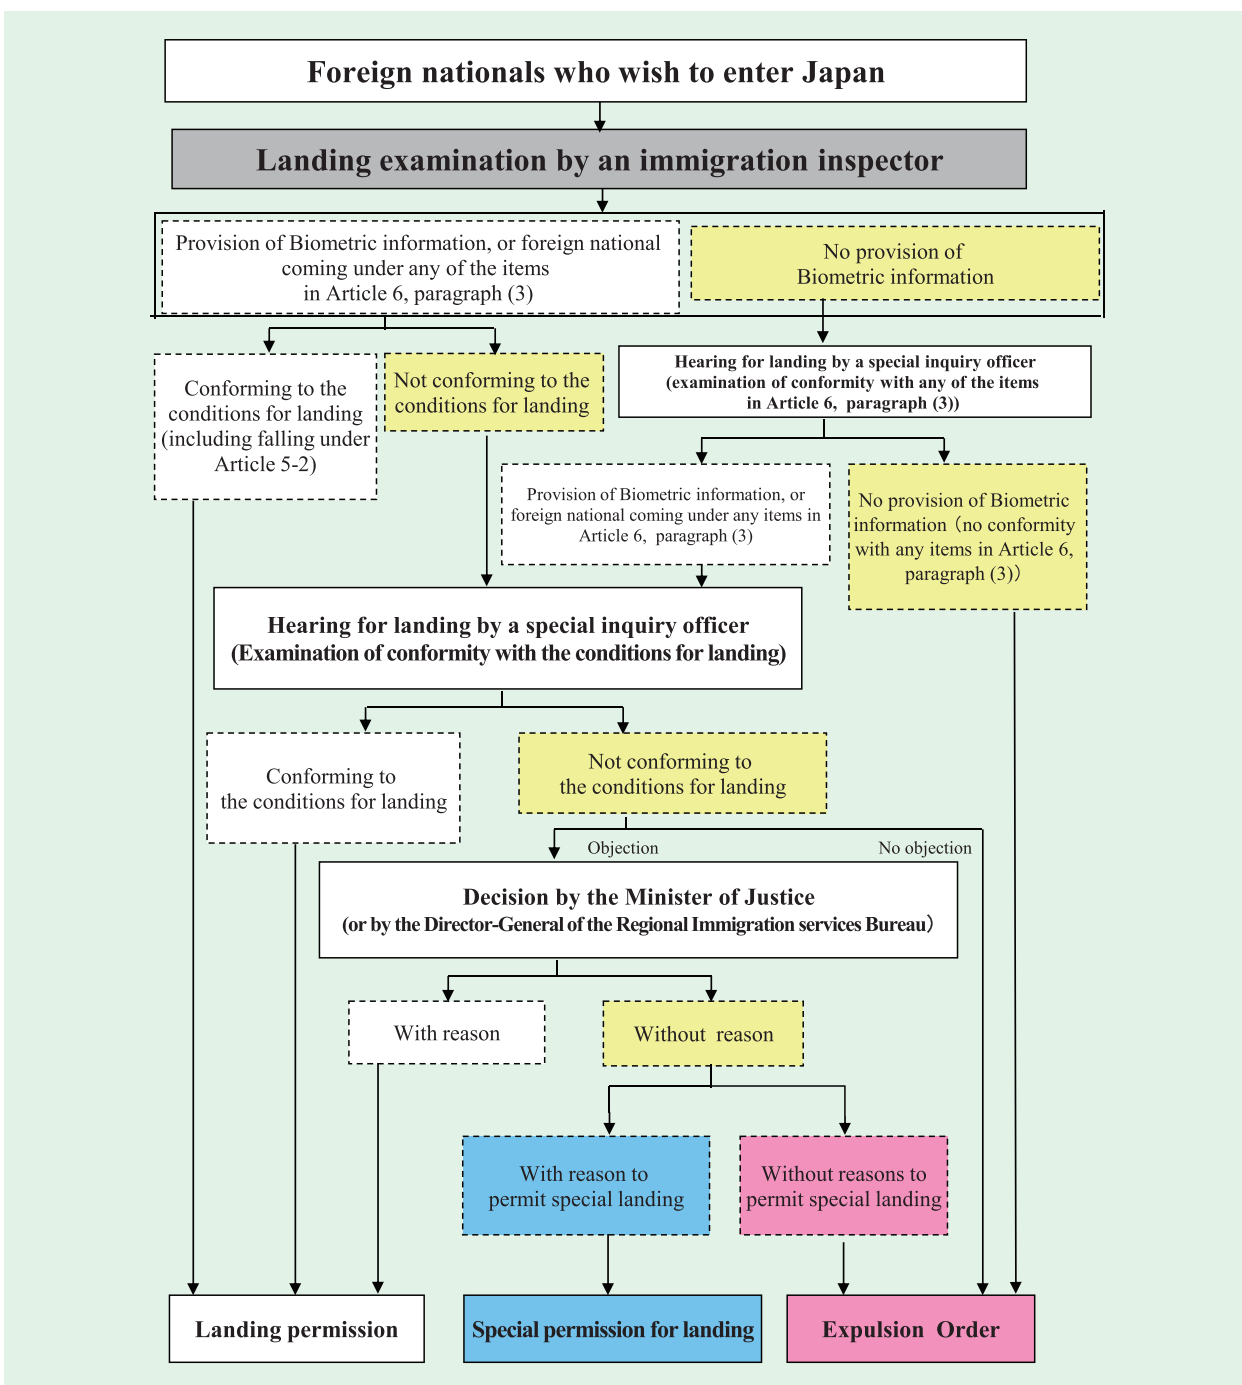 Foreign nationals who wish to enter Japan
Landing examination by an immigration inspector
Provision of Biometric information, or foreign national
coming under any of the items
in Article 6, paragraph (3)
No provision of
Biometric information
Conforming to the
conditions for landing
(including falling under
Article 5-2)
Not conforming to the
conditions for landing
Hearing for landing by a special inquiry officer
(examination of conformity with any of the items
in Article 6, paragraph (3))
Provision of Biometric information, or
foreign national coming under any items in
Article 6, paragraph (3)
No provision of Biometric
information（no conformity
with any items in Article 6,
paragraph (3)）
Hearing for landing by a special inquiry officer
(Examination of conformity with the conditions for landing)
Conforming to
the conditions for landing
Not conforming to
the conditions for landing
Objection
No objection
Decision by the Minister of Justice
(or by the Director-General of the Regional Immigration services Bureau）
With reason
Without reason
With reason to
permit special landing
Without reasons to
permit special landing
Landing permission
Special permission for landing
Expulsion Order